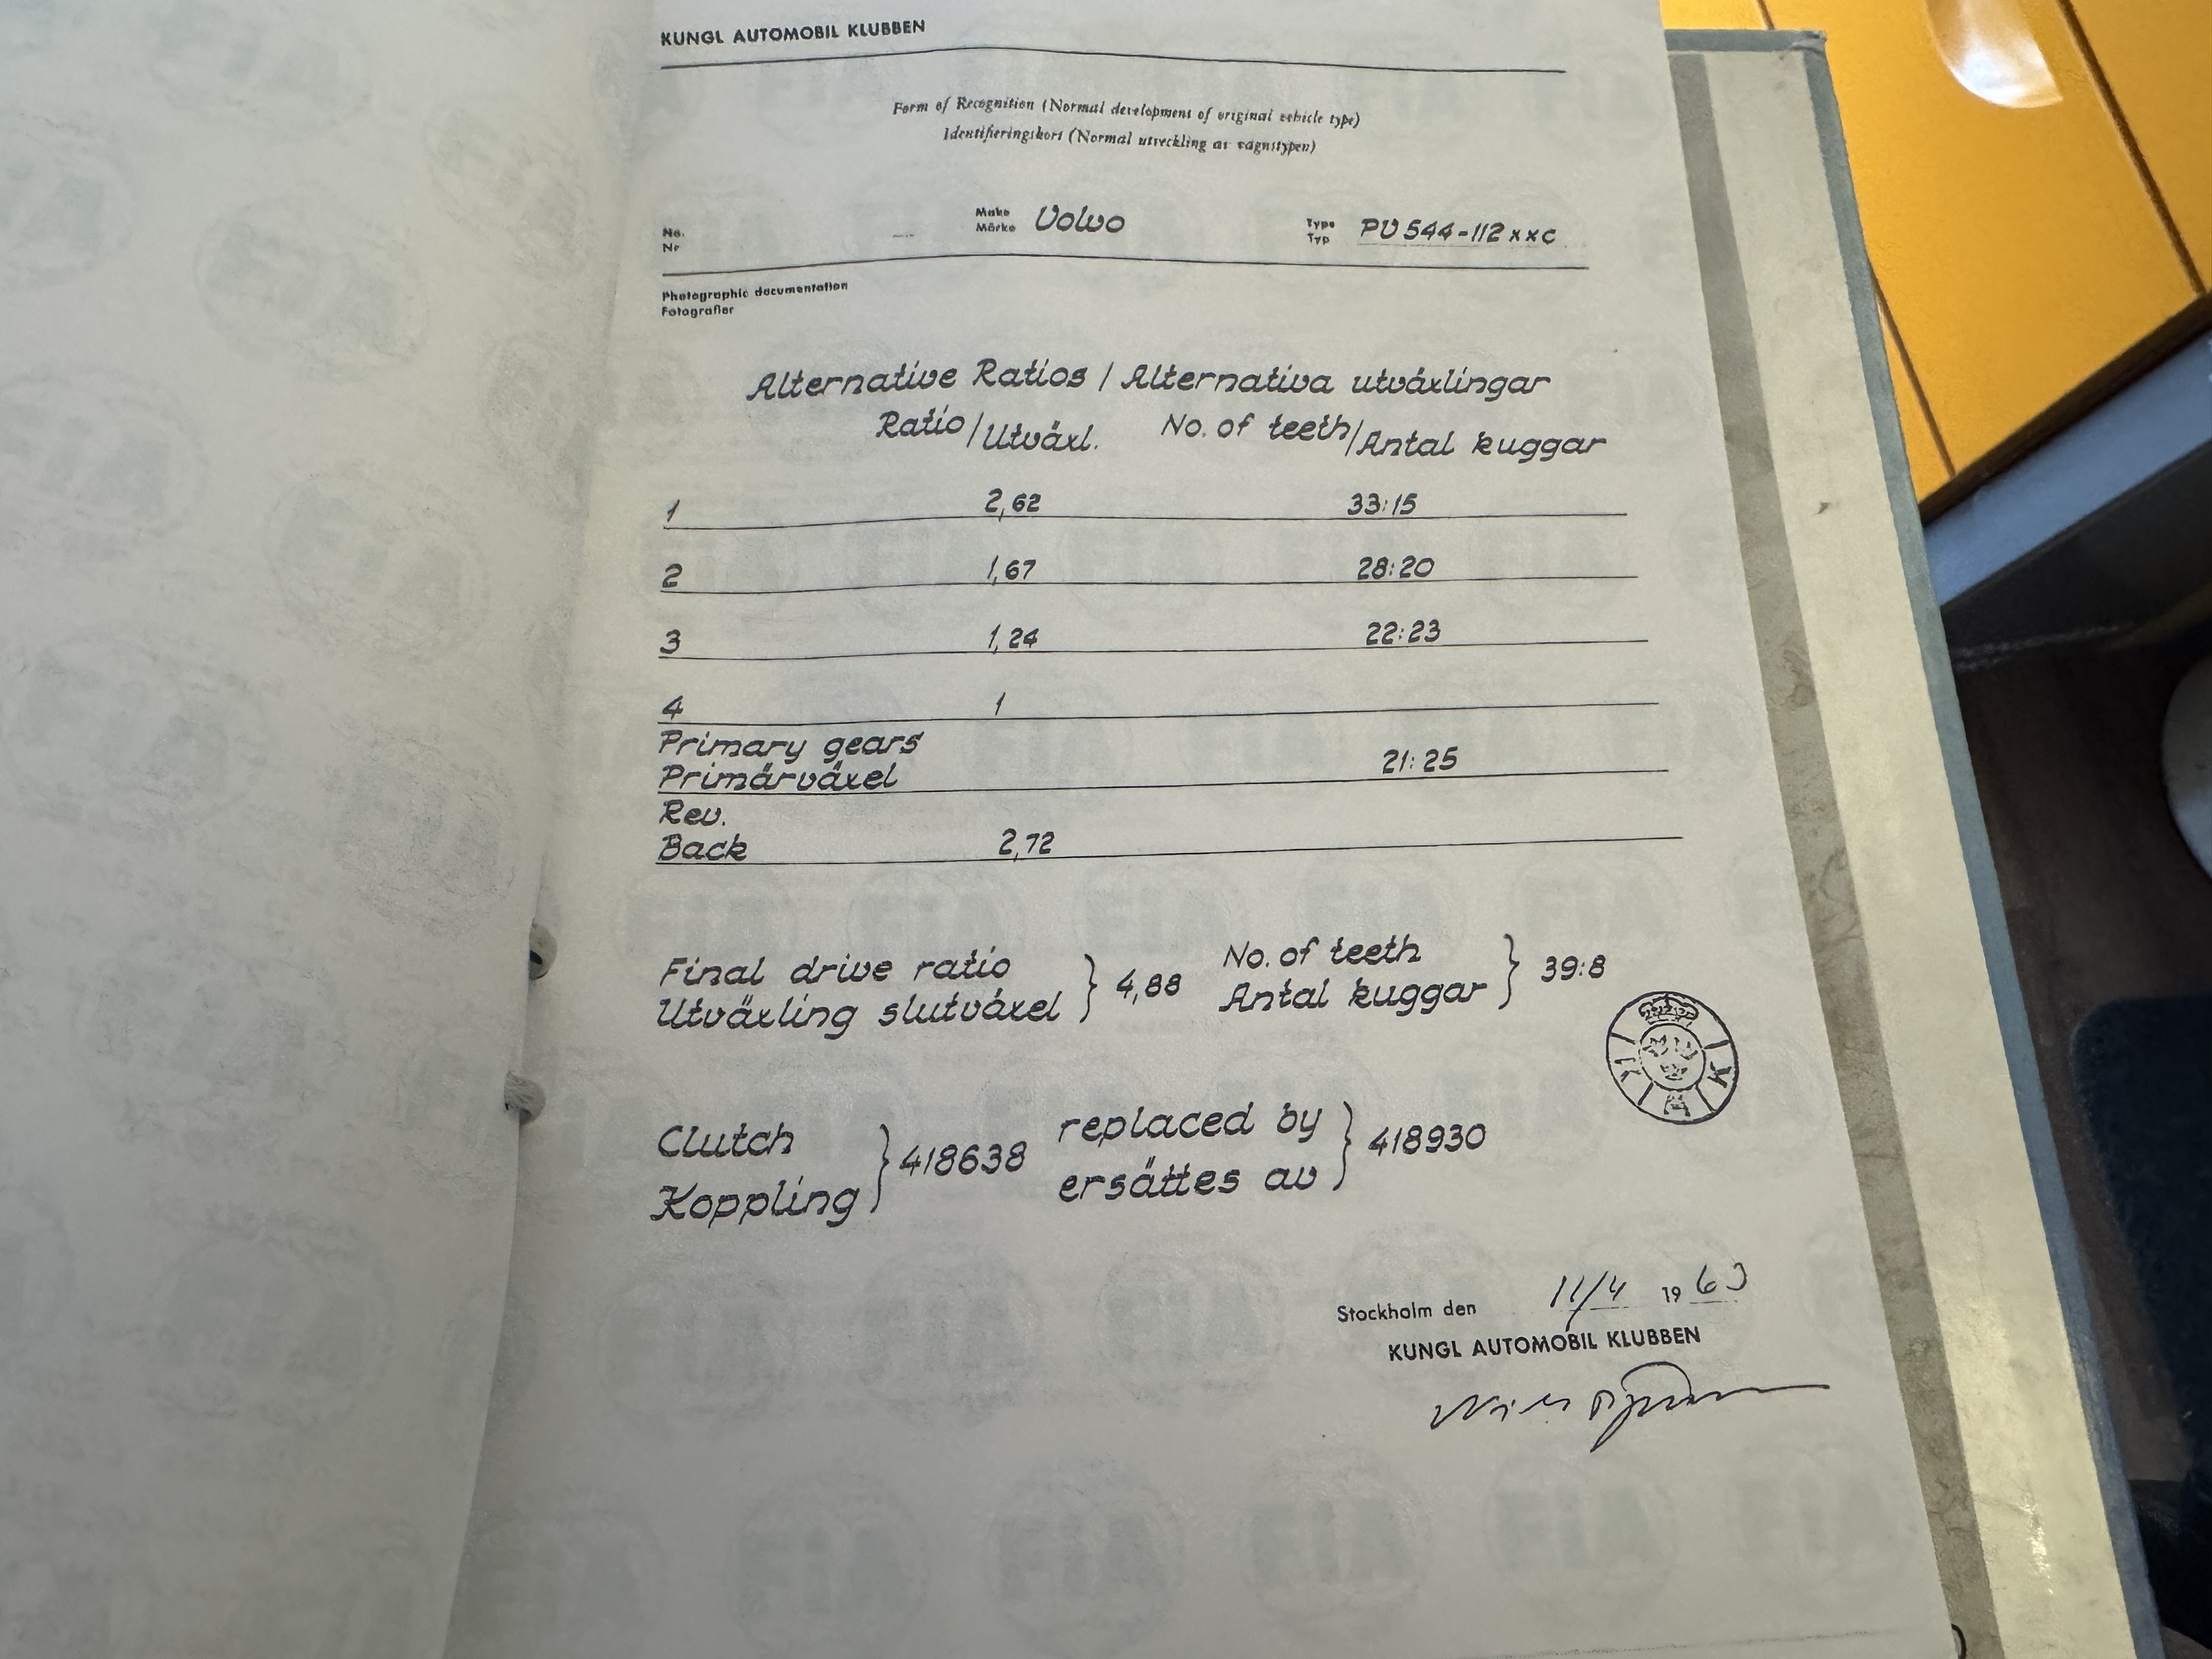 KUNGL AUTOMOBIL KLUBBEN
Form of Recognition (Normal development of original vehicle type)
Identifieringskort (Normal utveckling av vagnstypen)
No. Make Volvo Type PV 544-112 xxc
Nr Märke Typ
Photographic documentation
Fotografier
Alternative Ratios / Alternativa utväxlingar
Ratio/Utväxl. No. of teeth/Antal kuggar
1 2,62 33:15
2 1,67 28:20
3 1,24 22:23
4 1
Primary gears
Primärväxel 21:25
Rev.
Back 2,72
Final drive ratio } 4,88 No. of teeth } 39:8
Utväxling slutväxel Antal kuggar
Clutch } 418638 replaced by } 418930
Koppling ersättes av
K A K
Stockholm den 11/4 1963
KUNGL AUTOMOBIL KLUBBEN
FIA